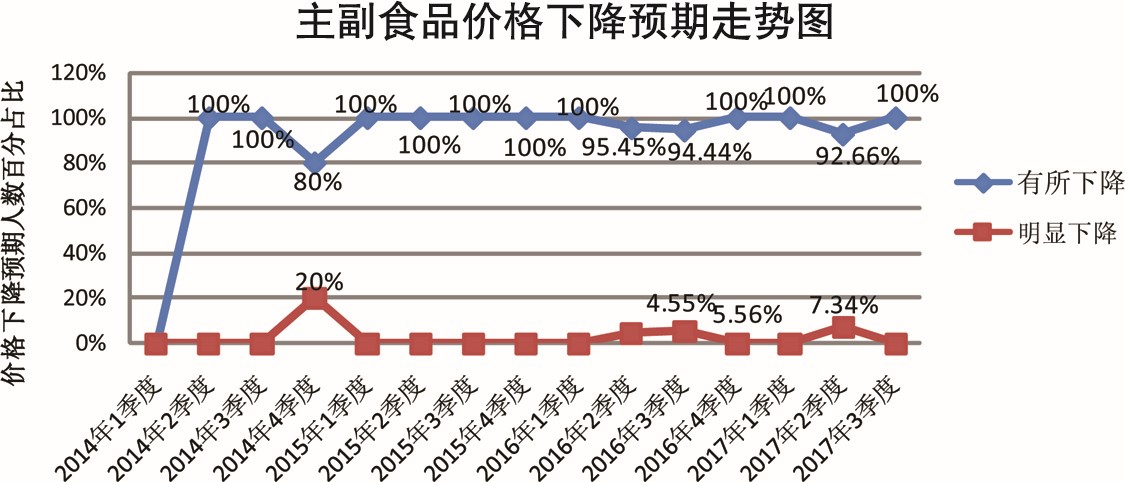 主副食品价格下降预期走势图
价格下降预期人数百分占比
120%
100%
80%
60%
40%
20%
0%
100%
100%
80%
100%
100%
100%
100%
100%
95.45%
94.44%
100%
100%
92.66%
100%
20%
4.55%
5.56%
7.34%
有所下降
明显下降
2014年1季度
2014年2季度
2014年3季度
2014年4季度
2015年1季度
2015年2季度
2015年3季度
2015年4季度
2016年1季度
2016年2季度
2016年3季度
2016年4季度
2017年1季度
2017年2季度
2017年3季度